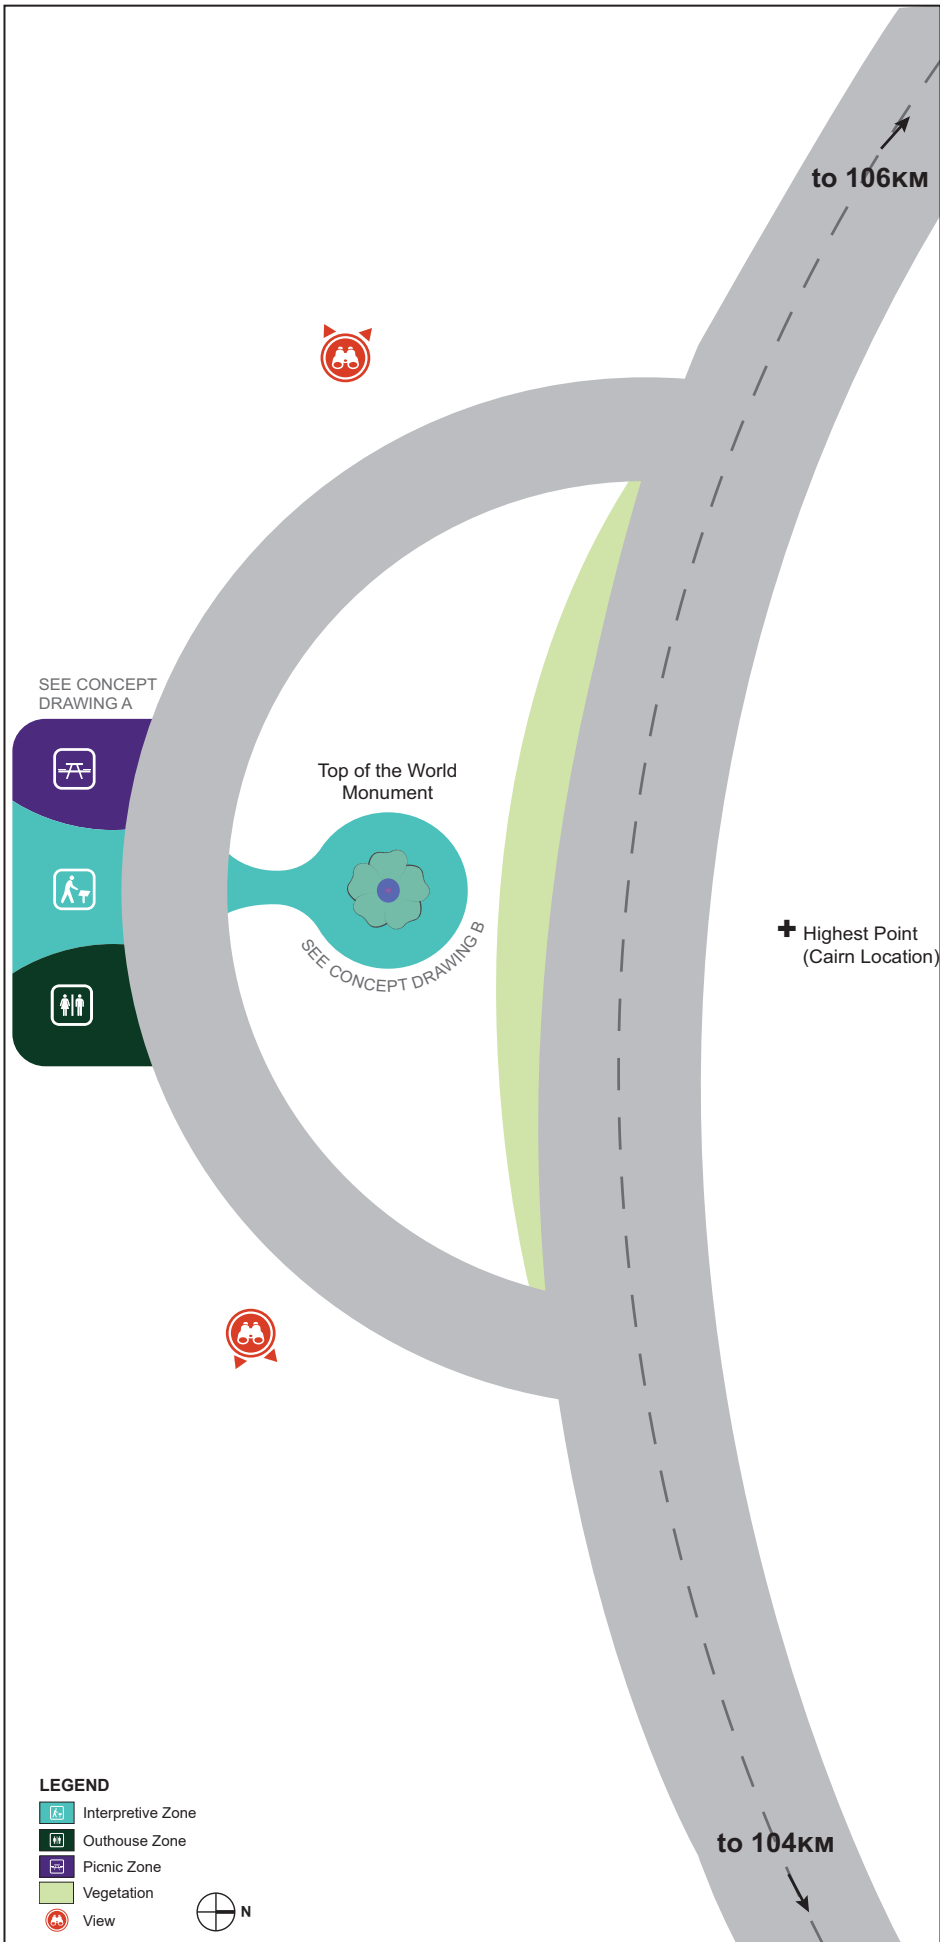 to 106KM
SEE CONCEPT
DRAWING A
Top of the World
Monument
SEE CONCEPT DRAWING B
Highest Point
(Cairn Location)
to 104KM
LEGEND
Interpretive Zone
Outhouse Zone
Picnic Zone
Vegetation
View
N